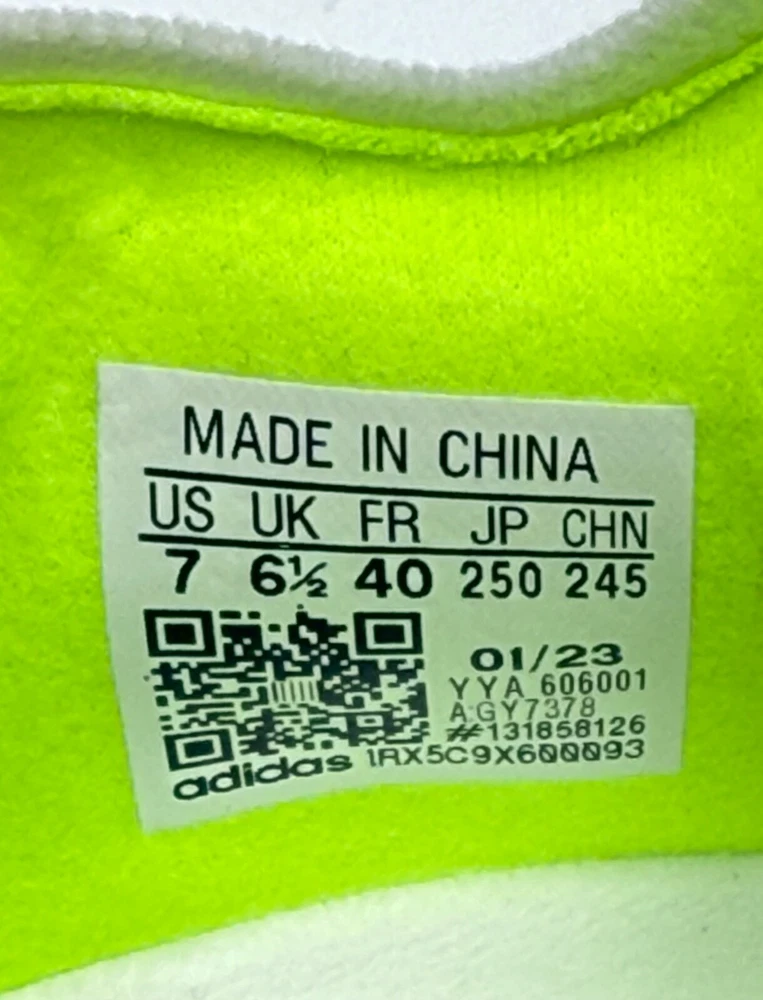 MADE IN CHINA
US UK FR JP CHN
7 6½ 40 250 245
01/23
YYA 606001
A:GY7378
#131858126
1RX5C9X600093
adidas